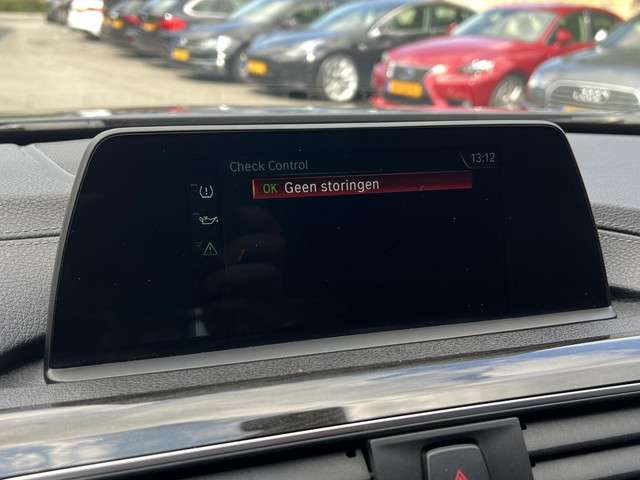 Check Control
13:12
OK Geen storingen